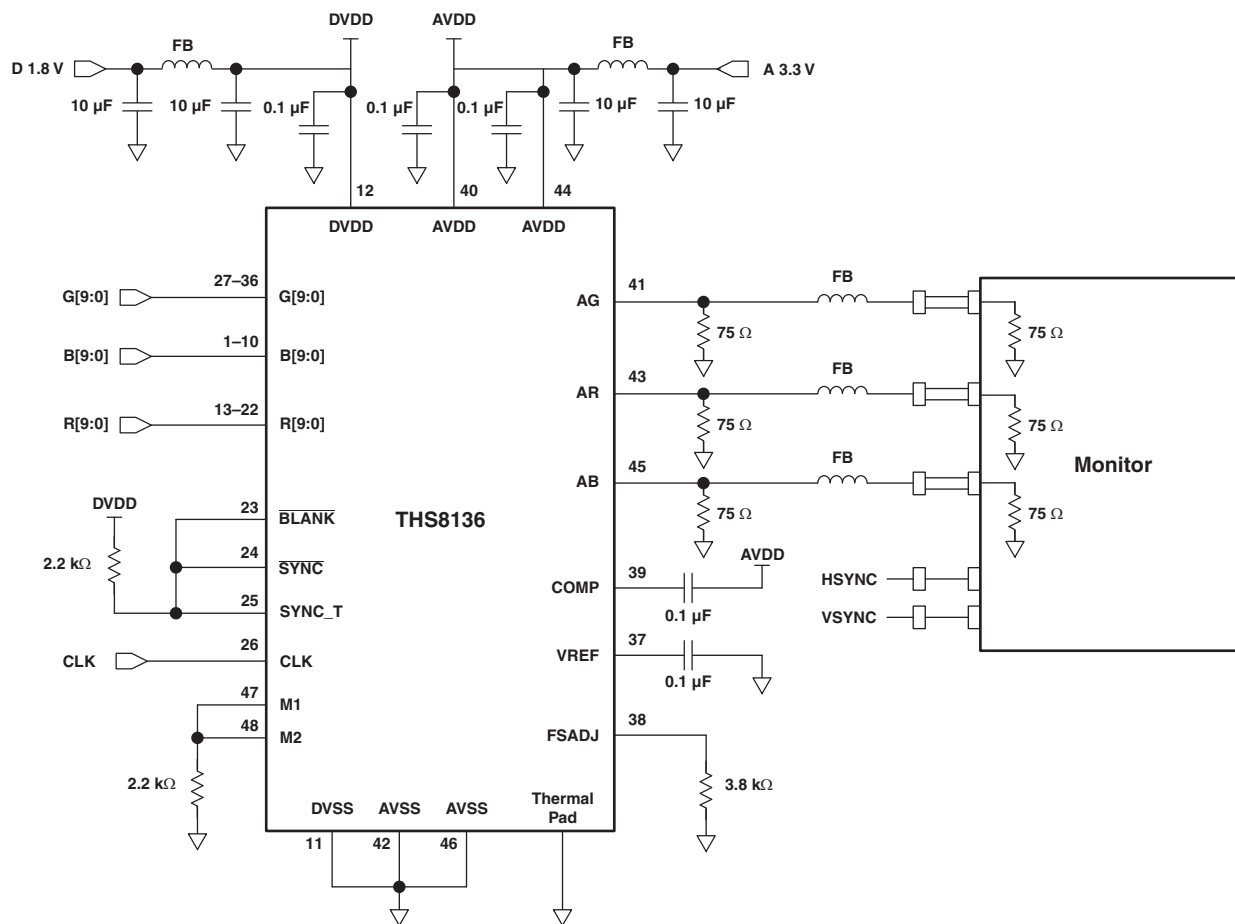 DVDD AVDD
FB FB
D 1.8 V A 3.3 V
10 µF 10 µF 0.1 µF 0.1 µF 0.1 µF 10 µF 10 µF
12 40 44
DVDD AVDD AVDD
27–36 41 FB
G[9:0] G[9:0] AG
75 Ω 75 Ω
1–10
B[9:0] B[9:0]
43 FB
AR
13–22
R[9:0] R[9:0]
75 Ω 75 Ω
45 FB
AB
Monitor
DVDD
23
BLANK THS8136 75 Ω 75 Ω
24 AVDD
2.2 kΩ SYNC
39
COMP HSYNC
25
SYNC_T 0.1 µF VSYNC
26 37
CLK CLK VREF
0.1 µF
47
M1
48 38
M2 FSADJ
2.2 kΩ 3.8 kΩ
DVSS AVSS AVSS Thermal
Pad
11 42 46